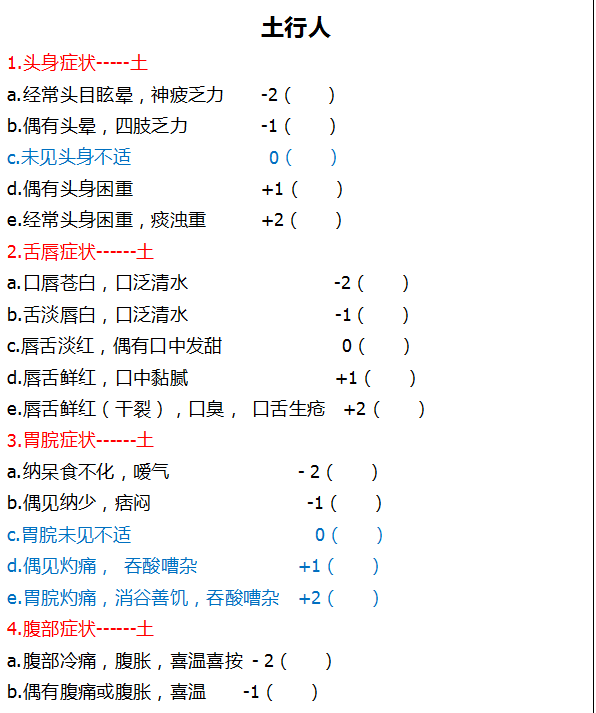 土行人
1.头身症状-----土
a.经常头目眩晕，神疲乏力 -2（ ）
b.偶有头晕，四肢乏力 -1（ ）
c.未见头身不适 0（ ）
d.偶有头身困重 +1（ ）
e.经常头身困重，痰浊重 +2（ ）
2.舌唇症状------土
a.口唇苍白，口泛清水 -2（ ）
b.舌淡唇白，口泛清水 -1（ ）
c.唇舌淡红，偶有口中发甜 0（ ）
d.唇舌鲜红，口中黏腻 +1（ ）
e.唇舌鲜红（干裂），口臭， 口舌生疮 +2（ ）
3.胃脘症状------土
a.纳呆食不化，嗳气 - 2（ ）
b.偶见纳少，痞闷 -1（ ）
c.胃脘未见不适 0（ ）
d.偶见灼痛， 吞酸嘈杂 +1（ ）
e.胃脘灼痛，消谷善饥，吞酸嘈杂 +2（ ）
4.腹部症状------土
a.腹部冷痛，腹胀，喜温喜按 - 2（ ）
b.偶有腹痛或腹胀，喜温 -1（ ）